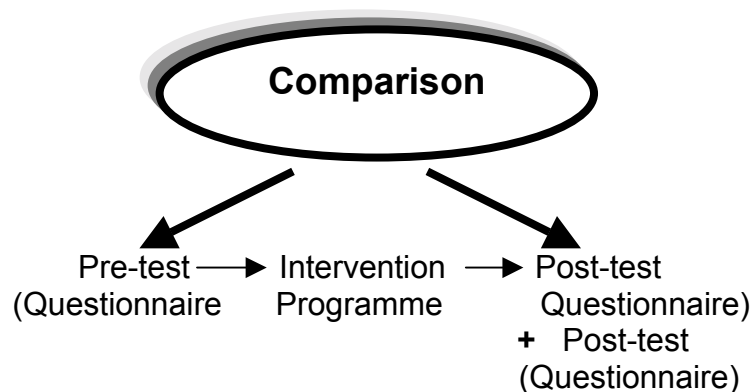 Comparison
Pre-test Intervention Post-test
(Questionnaire Programme Questionnaire)
+ Post-test
(Questionnaire)